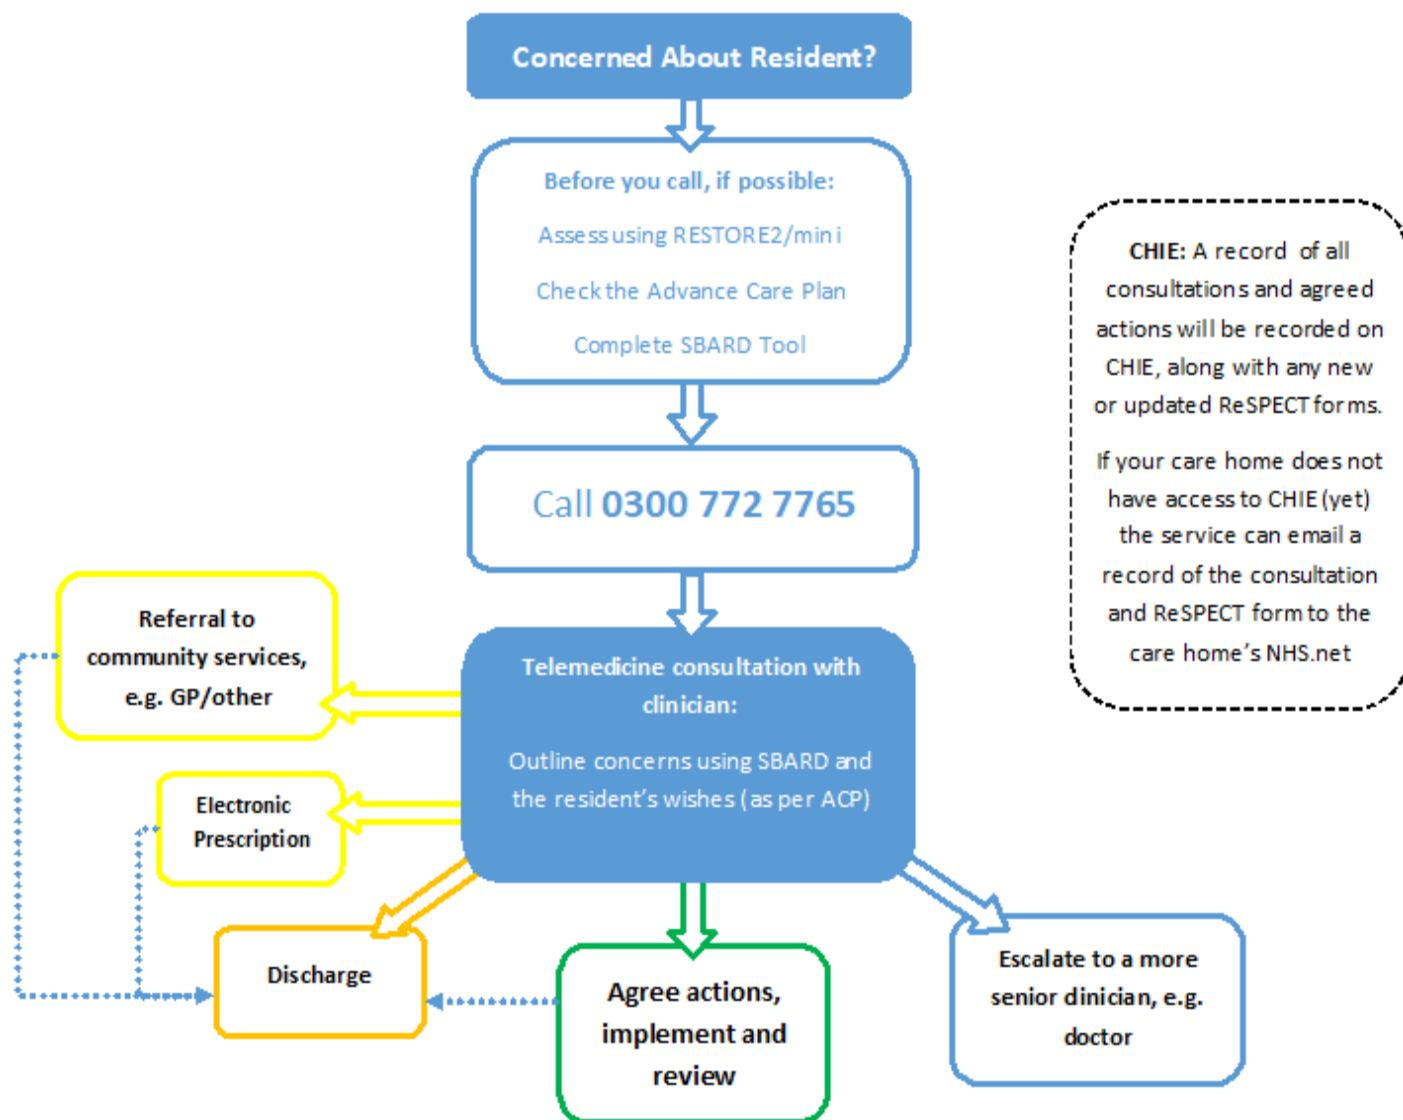 Concerned About Resident?
Before you call, if possible:
Assess using RESTORE2/mini
Check the Advance Care Plan
Complete SBARD Tool
Call 0300 772 7765
CHIE: A record of all
consultations and agreed
actions will be recorded on
CHIE, along with any new
or updated ReSPECT forms.
If your care home does not
have access to CHIE (yet)
the service can email a
record of the consultation
and ReSPECT form to the
care home's NHS.net
Referral to
community services,
e.g. GP/other
Telemedicine consultation with
clinician:
Outline concerns using SBARD and
the resident's wishes (as per ACP)
Electronic
Prescription
Discharge
Agree actions,
implement and
review
Escalate to a more
senior clinician, e.g.
doctor